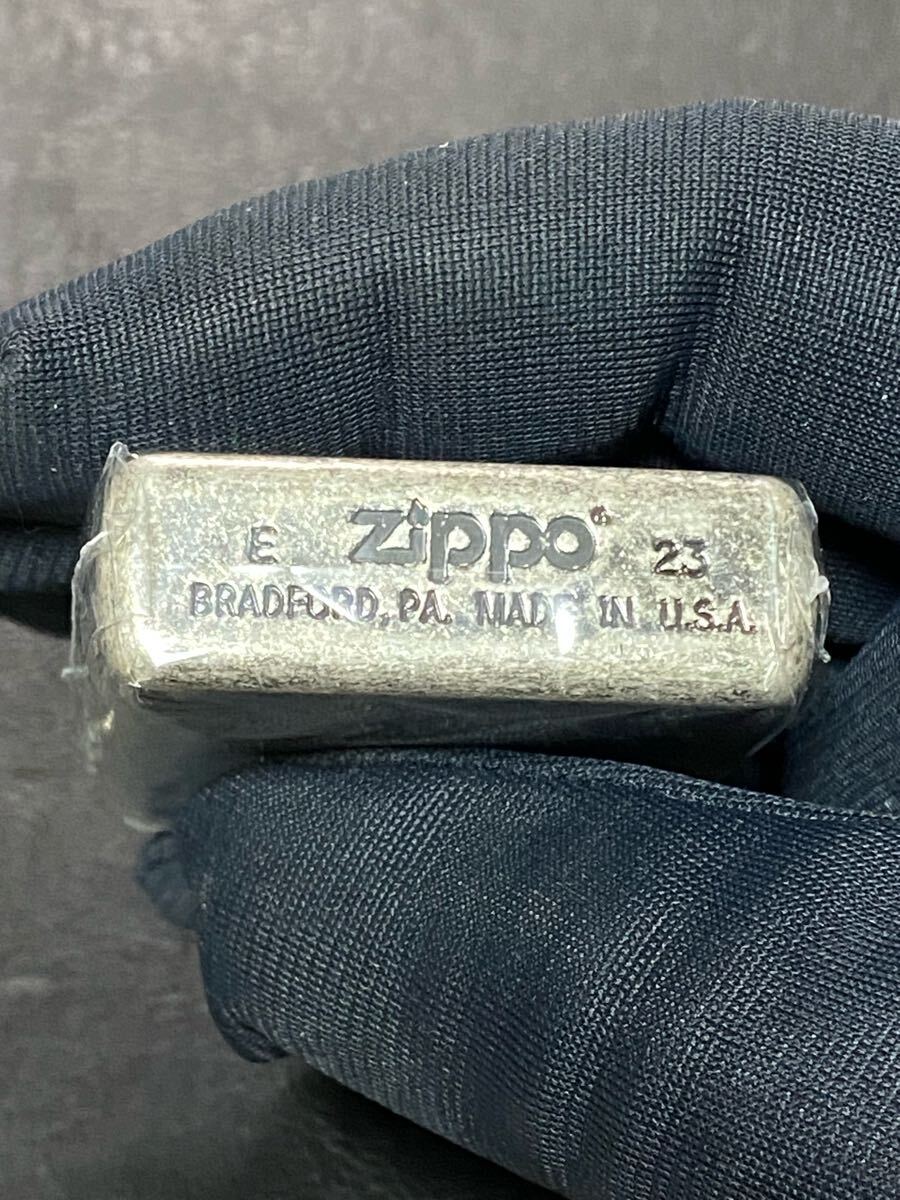 E Zippo® 23
BRADFORD, PA. MADE IN U.S.A.